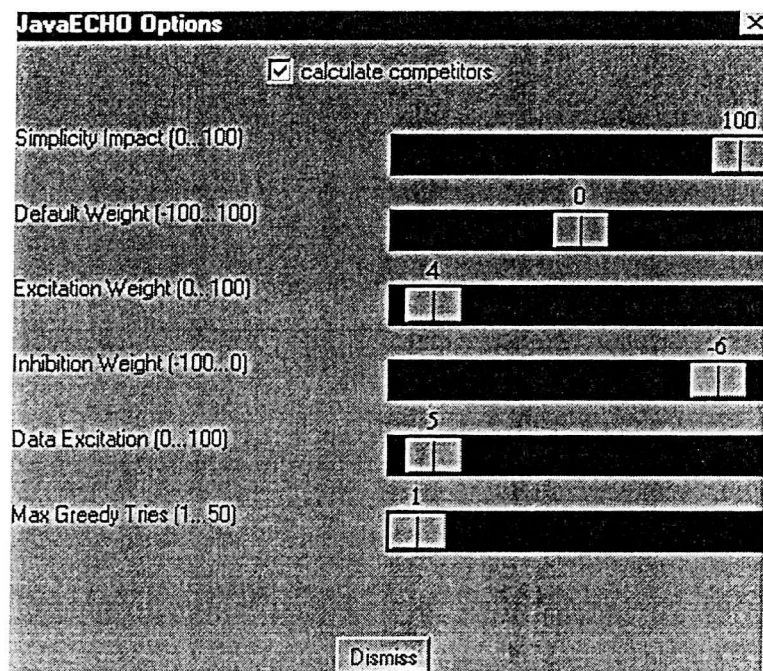 JavaECHO Options
calculate competitors
100
Simplicity Impact (0...100)
0
Default Weight (-100...100)
4
Excitation Weight (0...100)
-6
Inhibition Weight (-100...0)
5
Data Excitation (0...100)
1
Max Greedy Tries (1...50)
Dismiss